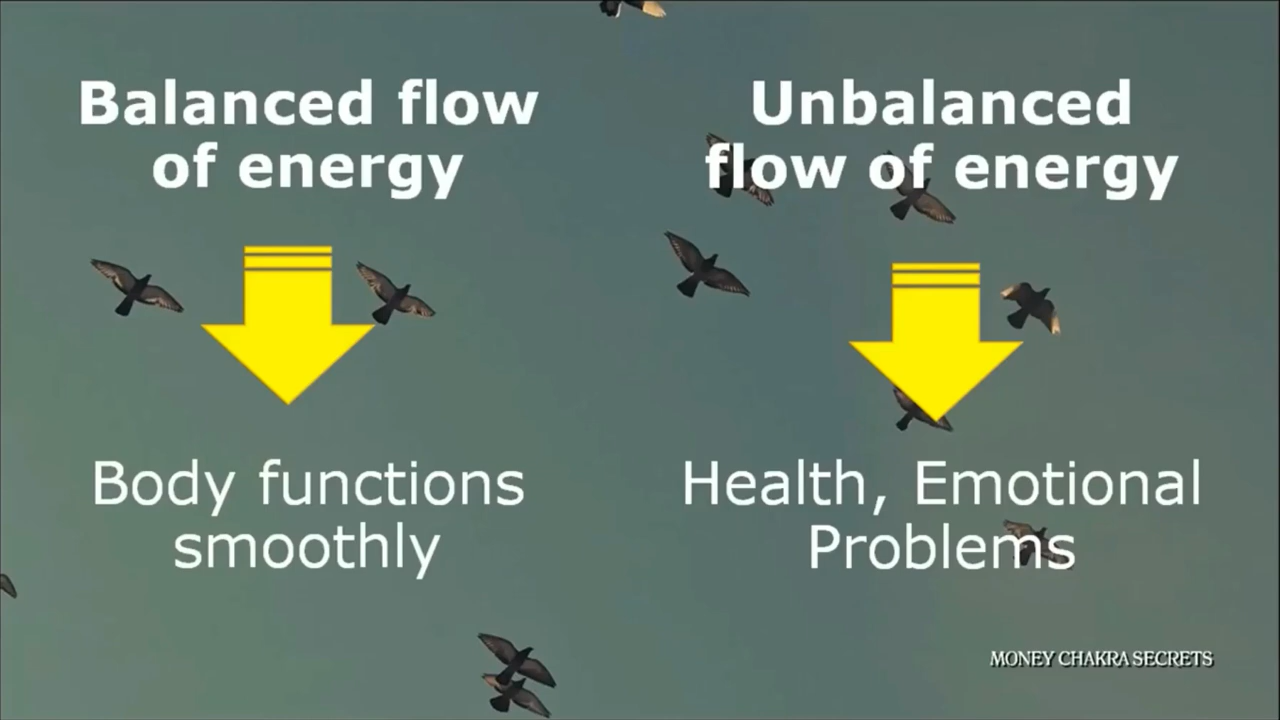 Balanced flow
of energy
Body functions
smoothly
Unbalanced
flow of energy
Health, Emotional
Problems
MONEY CHAKRA SECRETS